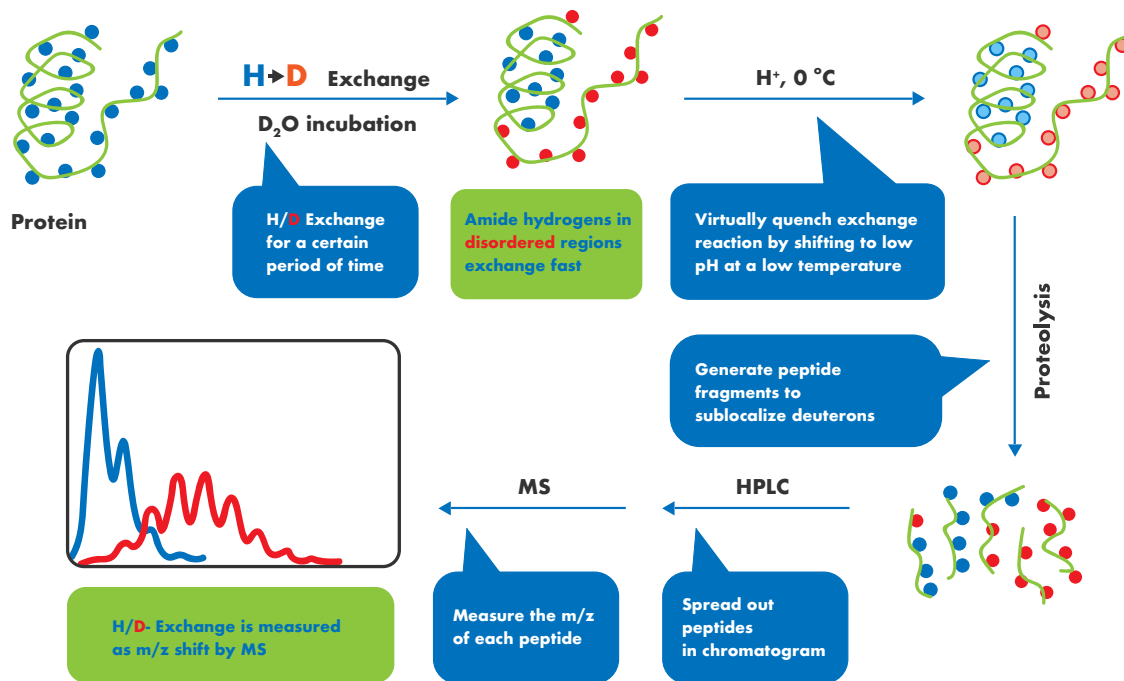 H➔D Exchange
D₂O incubation
H⁺, 0 °C
Protein
H/D Exchange
for a certain
period of time
Amide hydrogens in
disordered regions
exchange fast
Virtually quench exchange
reaction by shifting to low
pH at a low temperature
Proteolysis
Generate peptide
fragments to
sublocalize deuterons
MS
HPLC
H/D- Exchange is measured
as m/z shift by MS
Measure the m/z
of each peptide
Spread out
peptides
in chromatogram